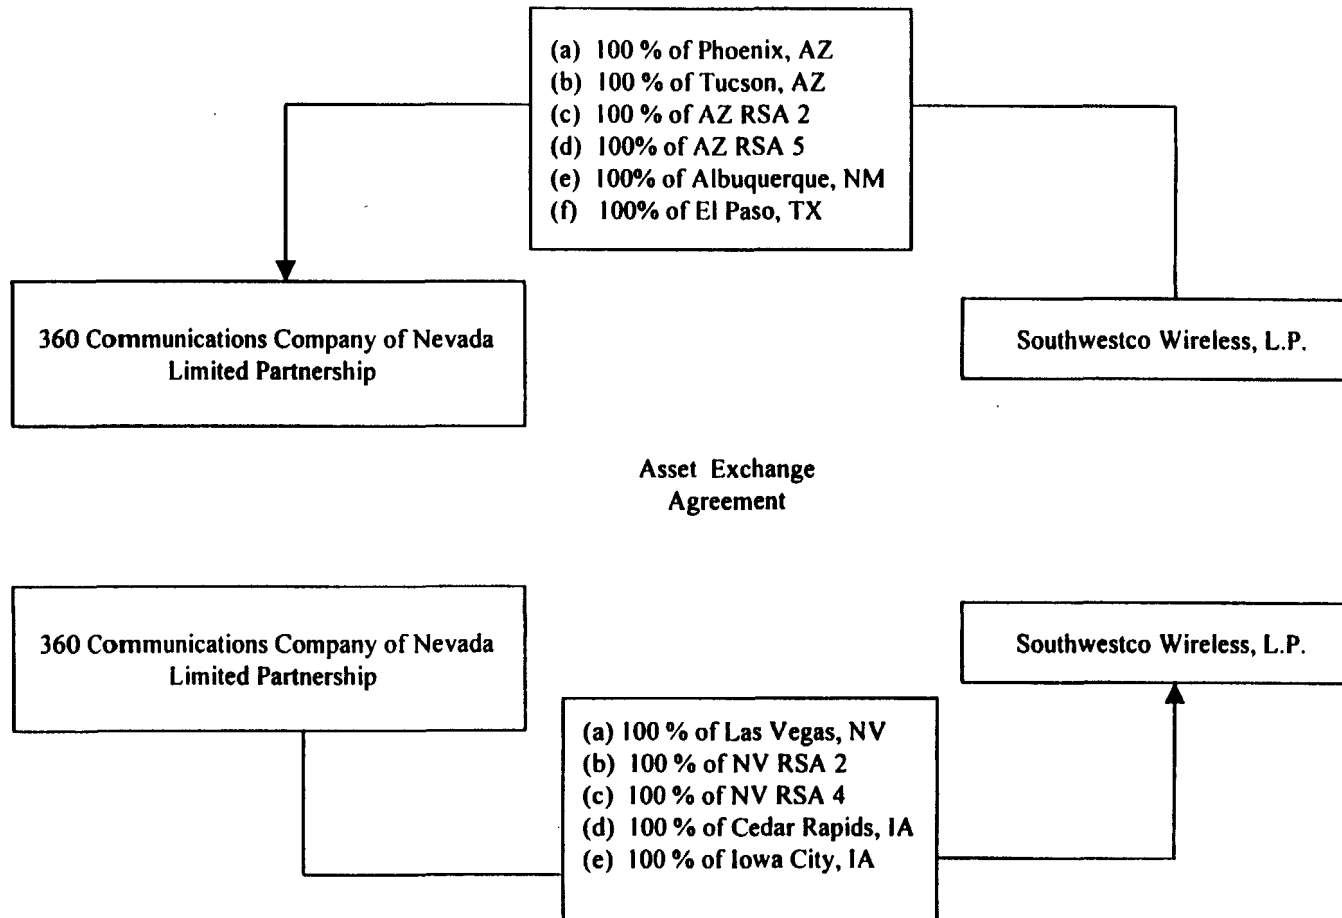 (a) 100 % of Phoenix, AZ
(b) 100 % of Tucson, AZ
(c) 100 % of AZ RSA 2
(d) 100% of AZ RSA 5
(e) 100% of Albuquerque, NM
(f) 100% of El Paso, TX
360 Communications Company of Nevada
Limited Partnership
Southwestco Wireless, L.P.
Asset Exchange
Agreement
360 Communications Company of Nevada
Limited Partnership
Southwestco Wireless, L.P.
(a) 100 % of Las Vegas, NV
(b) 100 % of NV RSA 2
(c) 100 % of NV RSA 4
(d) 100 % of Cedar Rapids, IA
(e) 100 % of Iowa City, IA